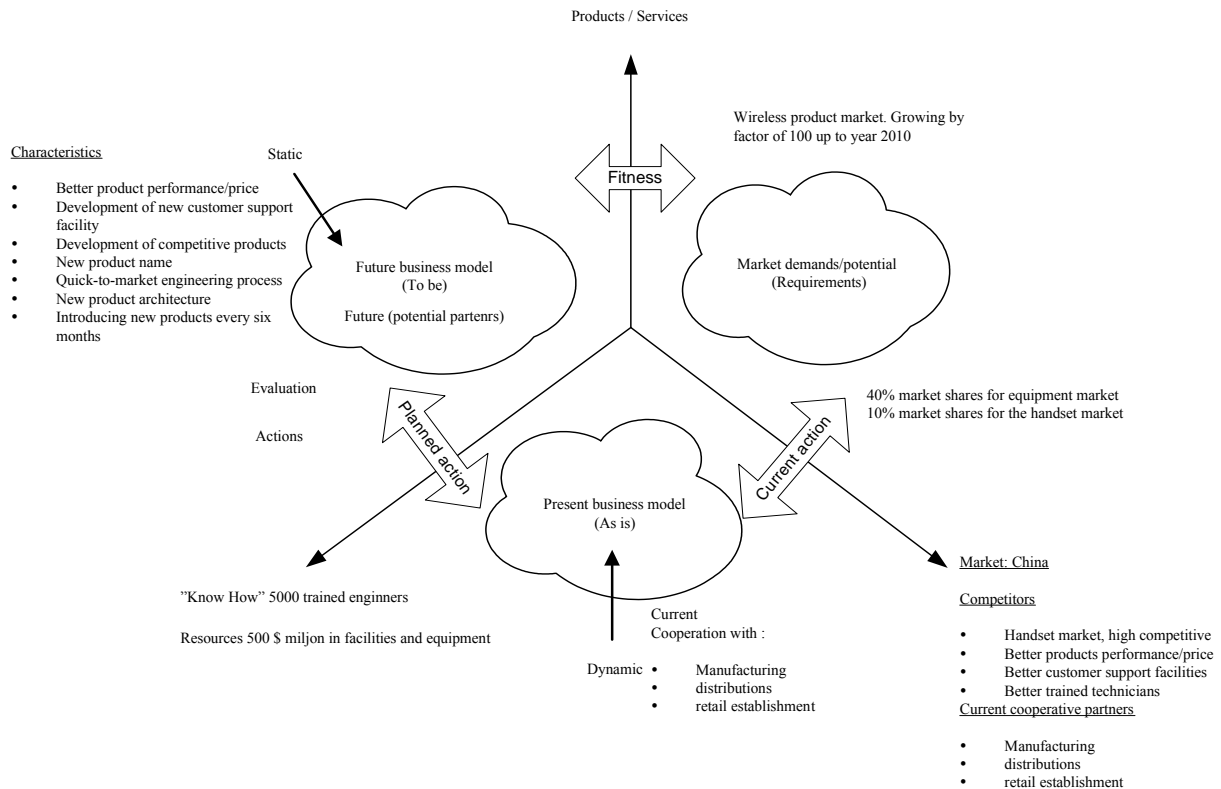 Products / Services
Wireless product market. Growing by
factor of 100 up to year 2010
Characteristics
• Better product performance/price
• Development of new customer support
facility
• Development of competitive products
• New product name
• Quick-to-market engineering process
• New product architecture
• Introducing new products every six
months
Static
Fitness
Future business model
(To be)
Future (potential partenrs)
Market demands/potential
(Requirements)
Evaluation
Actions
Planned action
Current action
40% market shares for equipment market
10% market shares for the handset market
Present business model
(As is)
”Know How” 5000 trained enginners
Resources 500 $ miljon in facilities and equipment
Dynamic
Current
Cooperation with :
• Manufacturing
• distributions
• retail establishment
Market: China
Competitors
• Handset market, high competitive
• Better products performance/price
• Better customer support facilities
• Better trained technicians
Current cooperative partners
• Manufacturing
• distributions
• retail establishment